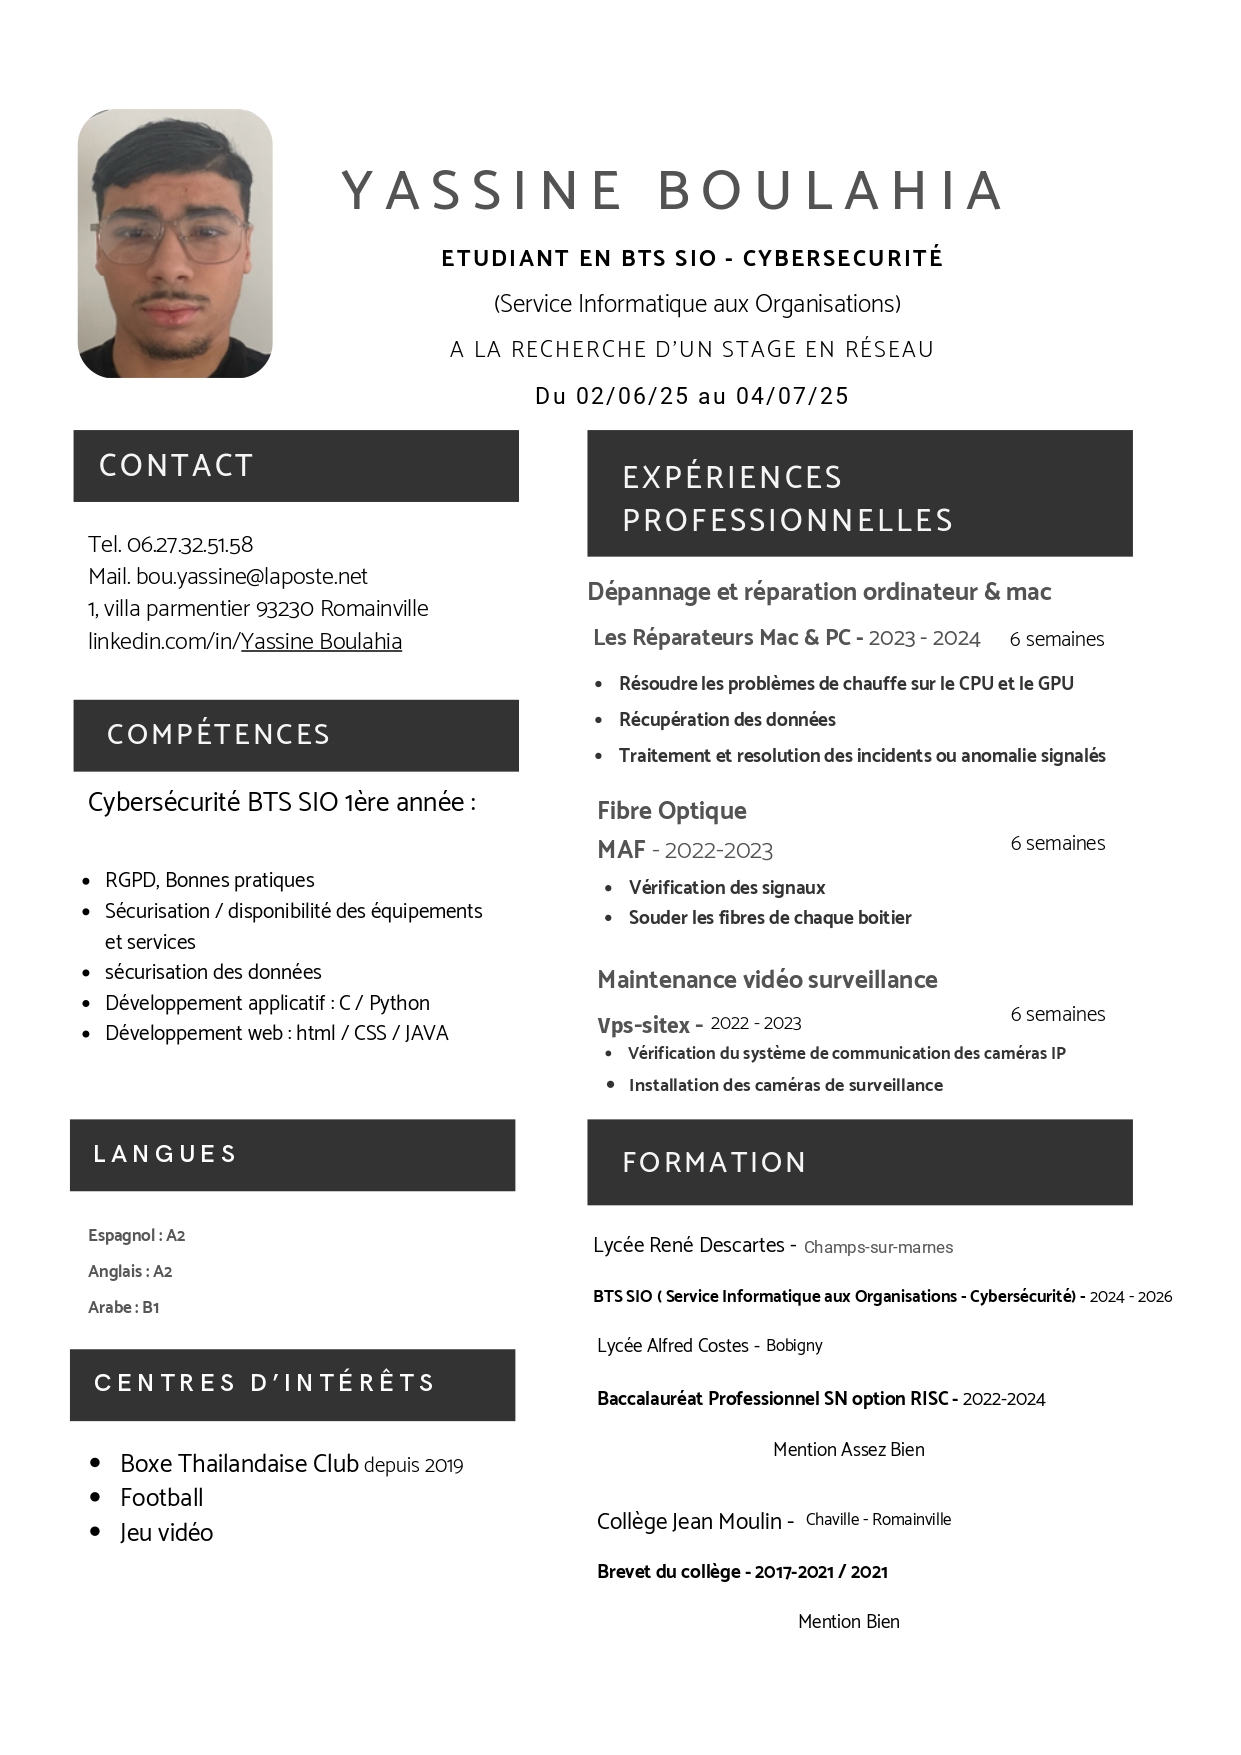 YASSINE BOULAHIA
ETUDIANT EN BTS SIO - CYBERSECURITÉ
(Service Informatique aux Organisations)
A LA RECHERCHE D'UN STAGE EN RÉSEAU
Du 02/06/25 au 04/07/25
CONTACT
Tel. 06.27.32.51.58
Mail. bou.yassine@laposte.net
1, villa parmentier 93230 Romainville
linkedin.com/in/Yassine Boulahia
COMPÉTENCES
Cybersécurité BTS SIO 1ère année :
• RGPD, Bonnes pratiques
• Sécurisation / disponibilité des équipements
et services
• sécurisation des données
• Développement applicatif : C / Python
• Développement web : html / CSS / JAVA
LANGUES
Espagnol : A2
Anglais : A2
Arabe : B1
CENTRES D'INTÉRÊTS
• Boxe Thailandaise Club depuis 2019
• Football
• Jeu vidéo
EXPÉRIENCES
PROFESSIONNELLES
Dépannage et réparation ordinateur & mac
Les Réparateurs Mac & PC - 2023 - 2024 6 semaines
• Résoudre les problèmes de chauffe sur le CPU et le GPU
• Récupération des données
• Traitement et resolution des incidents ou anomalie signalés
Fibre Optique
MAF - 2022-2023 6 semaines
• Vérification des signaux
• Souder les fibres de chaque boitier
Maintenance vidéo surveillance
Vps-sitex - 2022 - 2023 6 semaines
• Vérification du système de communication des caméras IP
• Installation des caméras de surveillance
FORMATION
Lycée René Descartes - Champs-sur-marnes
BTS SIO ( Service Informatique aux Organisations - Cybersécurité) - 2024 - 2026
Lycée Alfred Costes - Bobigny
Baccalauréat Professionnel SN option RISC - 2022-2024
Mention Assez Bien
Collège Jean Moulin - Chaville - Romainville
Brevet du collège - 2017-2021 / 2021
Mention Bien